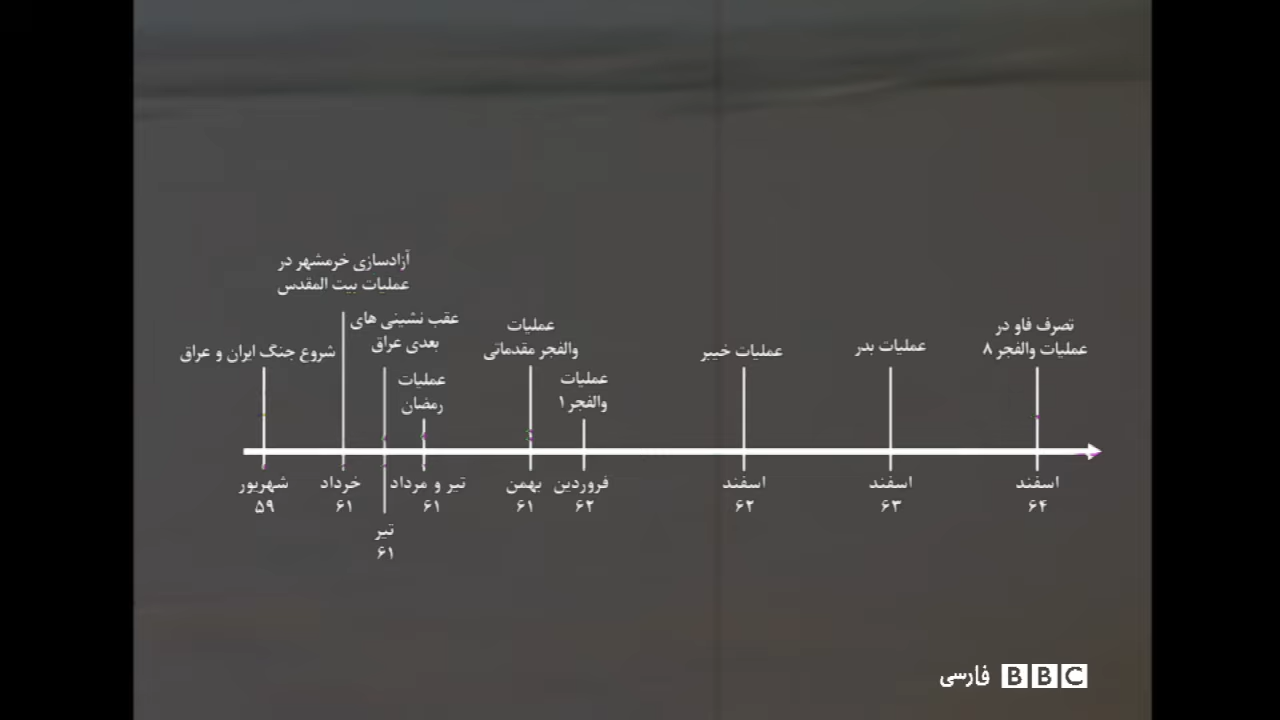 آزادسازی خرمشهر در
عملیات بیت المقدس
عقب نشینی های
بعدی عراق
شروع جنگ ایران و عراق
عملیات
رمضان
عملیات
والفجر مقدماتی
عملیات
والفجر ۱
عملیات خیبر
عملیات بدر
تصرف فاو در
عملیات والفجر ۸
شهریور
۵۹
خرداد
۶۱
تیر
۶۱
تیر و مرداد
۶۱
بهمن
۶۱
فروردین
۶۲
اسفند
۶۲
اسفند
۶۳
اسفند
۶۴
BBC فارسی